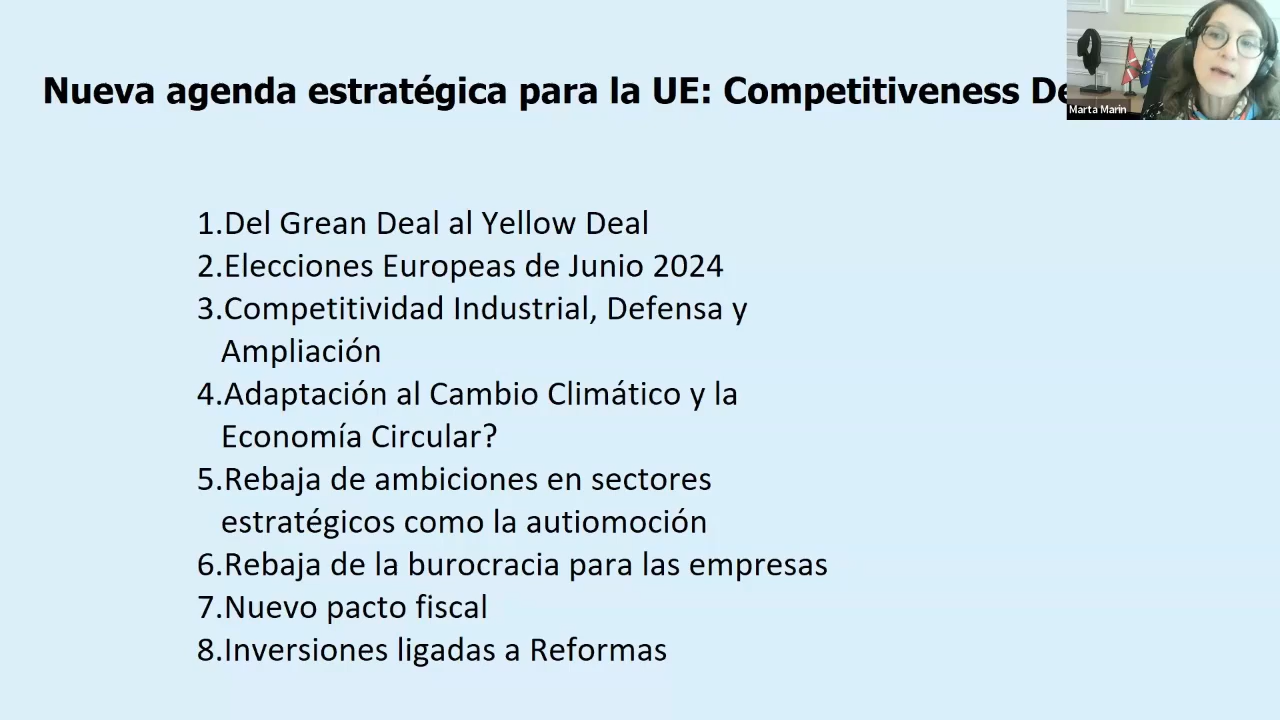 Nueva agenda estratégica para la UE: Competitiveness De
Marta Marin
1.Del Grean Deal al Yellow Deal
2.Elecciones Europeas de Junio 2024
3.Competitividad Industrial, Defensa y
Ampliación
4.Adaptación al Cambio Climático y la
Economía Circular?
5.Rebaja de ambiciones en sectores
estratégicos como la autiomoción
6.Rebaja de la burocracia para las empresas
7.Nuevo pacto fiscal
8.Inversiones ligadas a Reformas